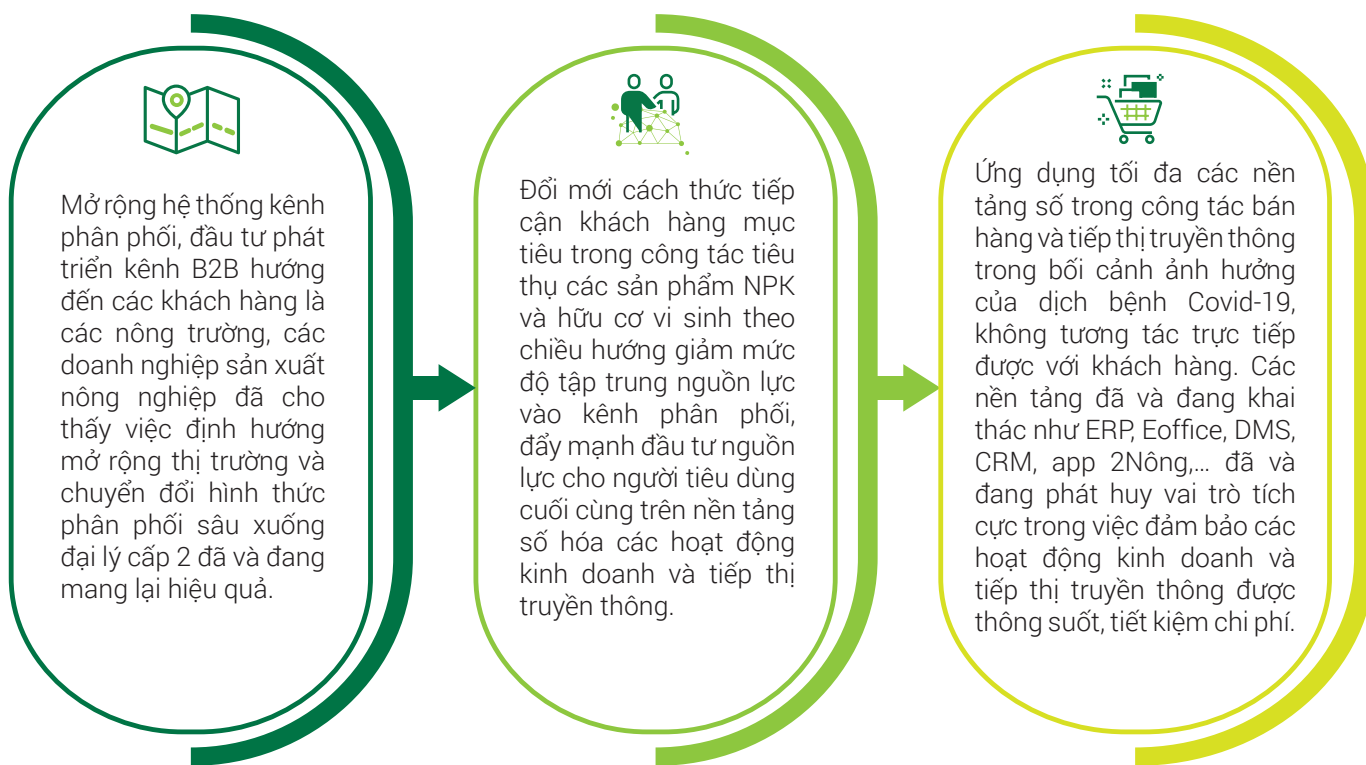 Mở rộng hệ thống kênh
phân phối, đầu tư phát
triển kênh B2B hướng
đến các khách hàng là
các nông trường, các
doanh nghiệp sản xuất
nông nghiệp đã cho
thấy việc định hướng
mở rộng thị trường và
chuyển đổi hình thức
phân phối sâu xuống
đại lý cấp 2 đã và đang
mang lại hiệu quả.
Đổi mới cách thức tiếp
cận khách hàng mục
tiêu trong công tác tiêu
thụ các sản phẩm NPK
và hữu cơ vi sinh theo
chiều hướng giảm mức
độ tập trung nguồn lực
vào kênh phân phối,
đẩy mạnh đầu tư nguồn
lực cho người tiêu dùng
cuối cùng trên nền tảng
số hóa các hoạt động
kinh doanh và tiếp thị
truyền thông.
Ứng dụng tối đa các nền
tảng số trong công tác bán
hàng và tiếp thị truyền thông
trong bối cảnh ảnh hưởng
của dịch bệnh Covid-19,
không tương tác trực tiếp
được với khách hàng. Các
nền tảng đã và đang khai
thác như ERP, Eoffice, DMS,
CRM, app 2Nông,... đã và
đang phát huy vai trò tích
cực trong việc đảm bảo các
hoạt động kinh doanh và
tiếp thị truyền thông được
thông suốt, tiết kiệm chi phí.